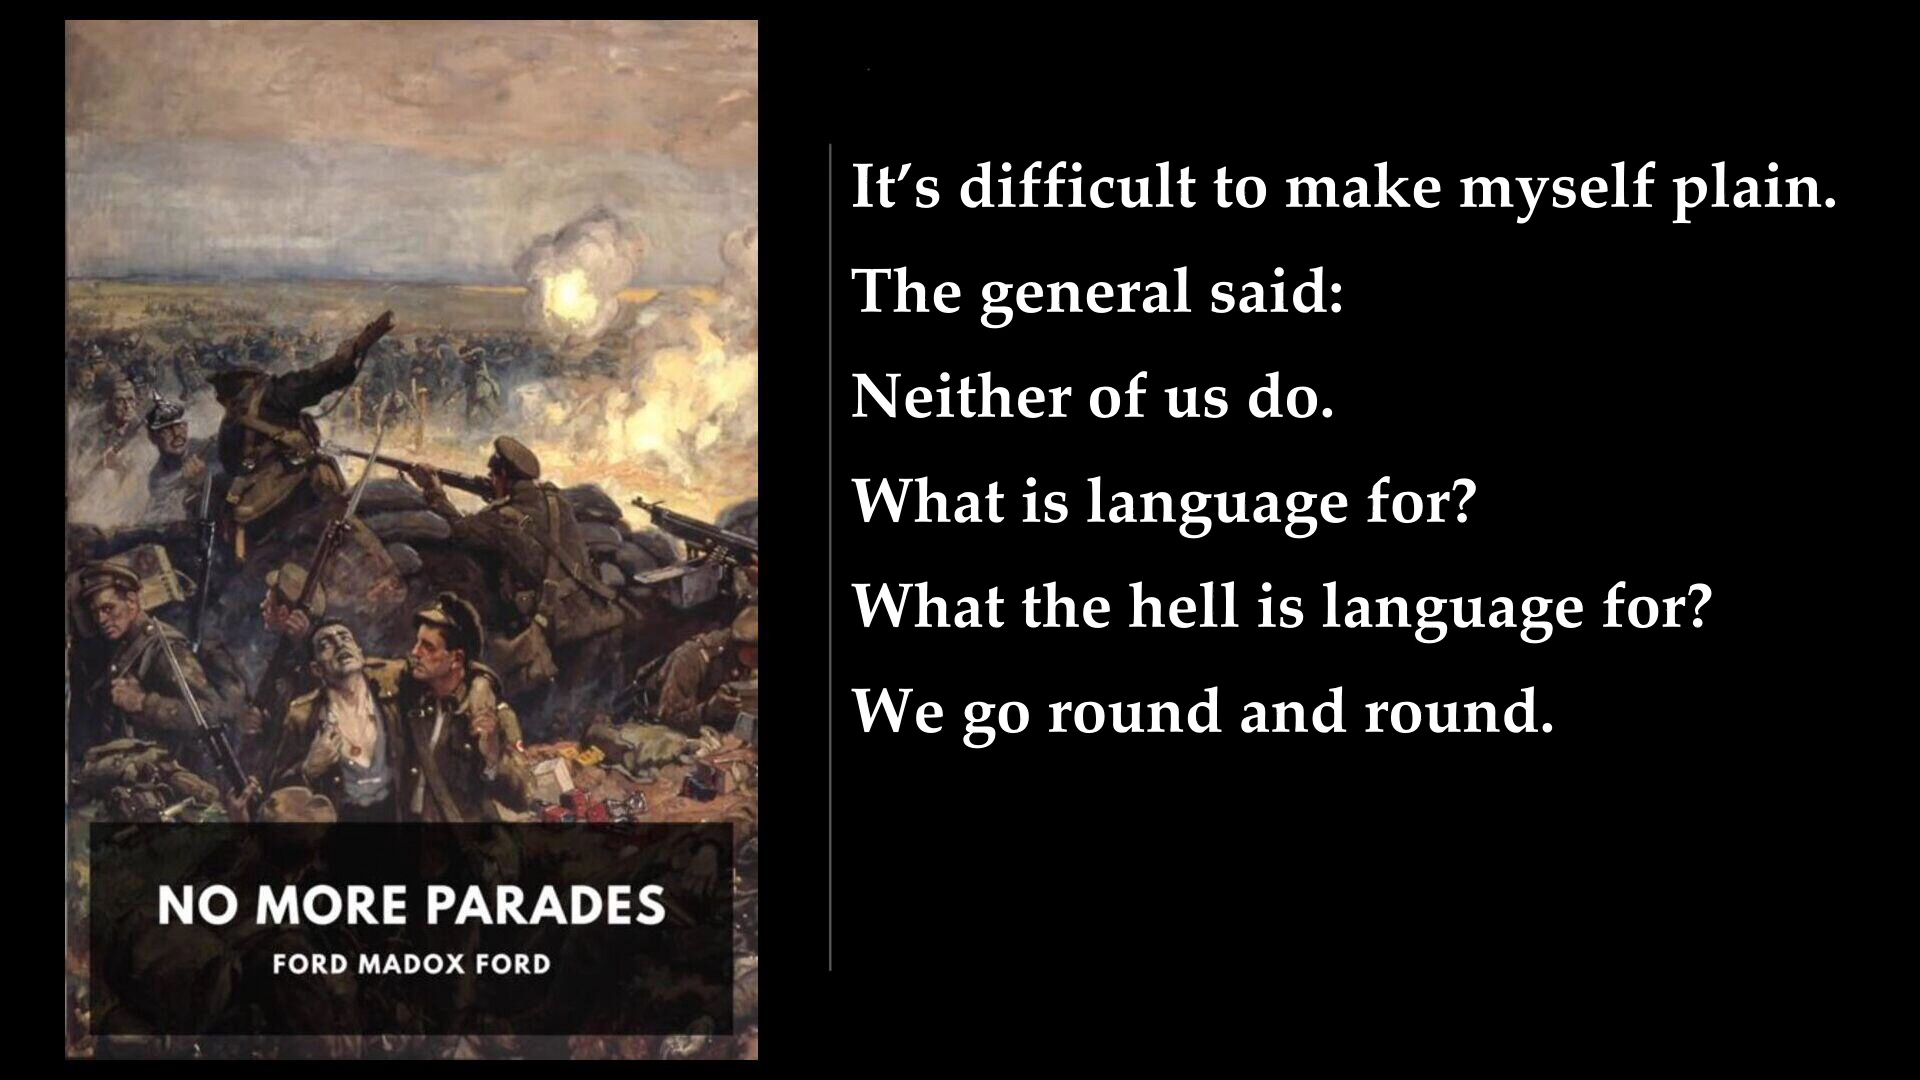 It’s difficult to make myself plain.
The general said:
Neither of us do.
What is language for?
What the hell is language for?
We go round and round.
NO MORE PARADES
FORD MADOX FORD